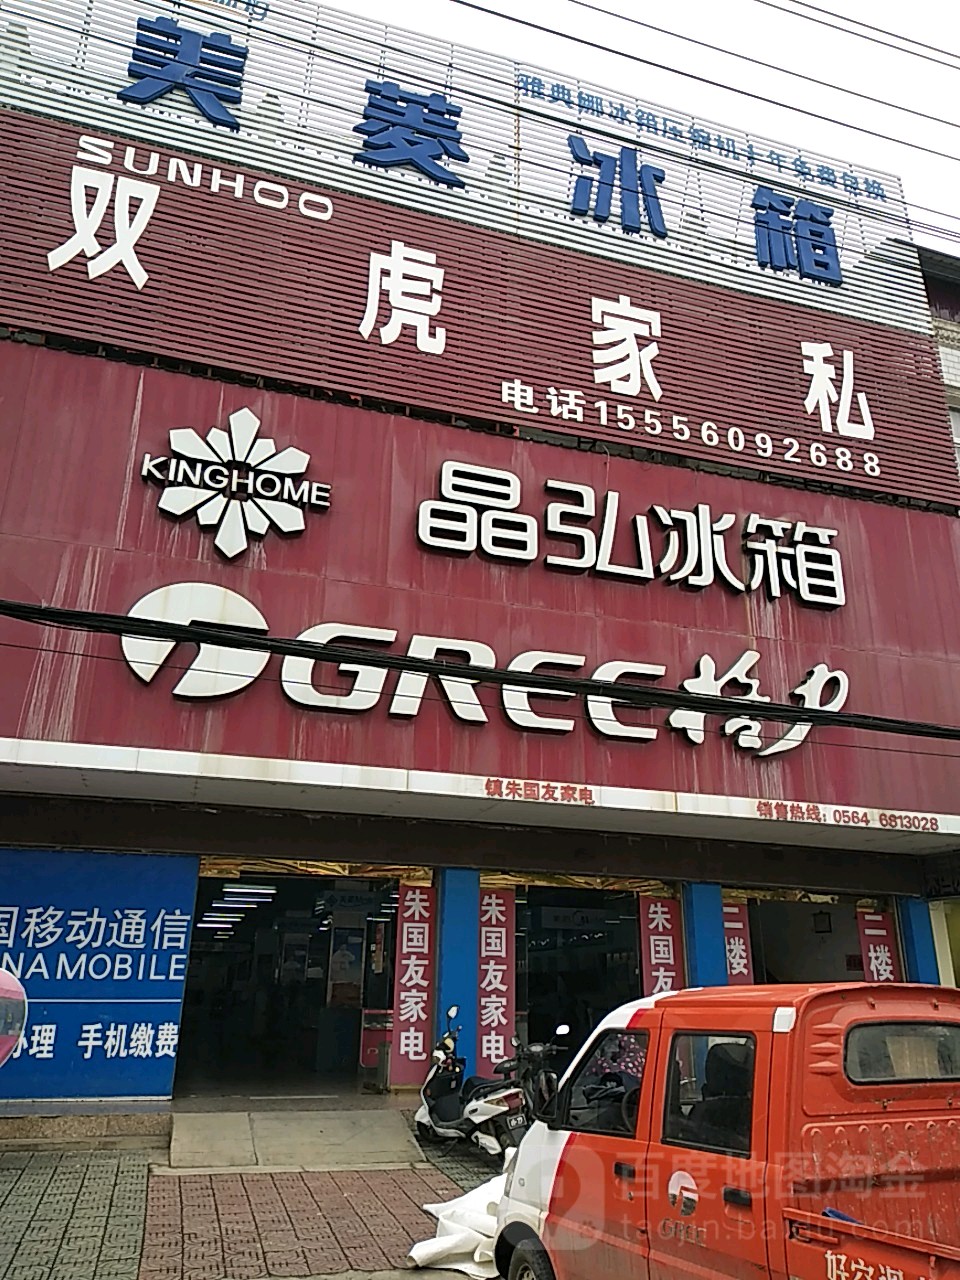 美菱冰箱
雅典娜冰箱压缩机十年免费包换
SUNHOO
双虎家私
电话15556092688
KINGHOME
晶弘冰箱
GREE格力
镇朱国友家电
销售热线：0564 6813028
国移动通信
NA MOBILE
办理 手机缴费
朱国友家电
朱国友家电
朱国友
二楼
二楼
百度地图淘金
taojin.baidu.com